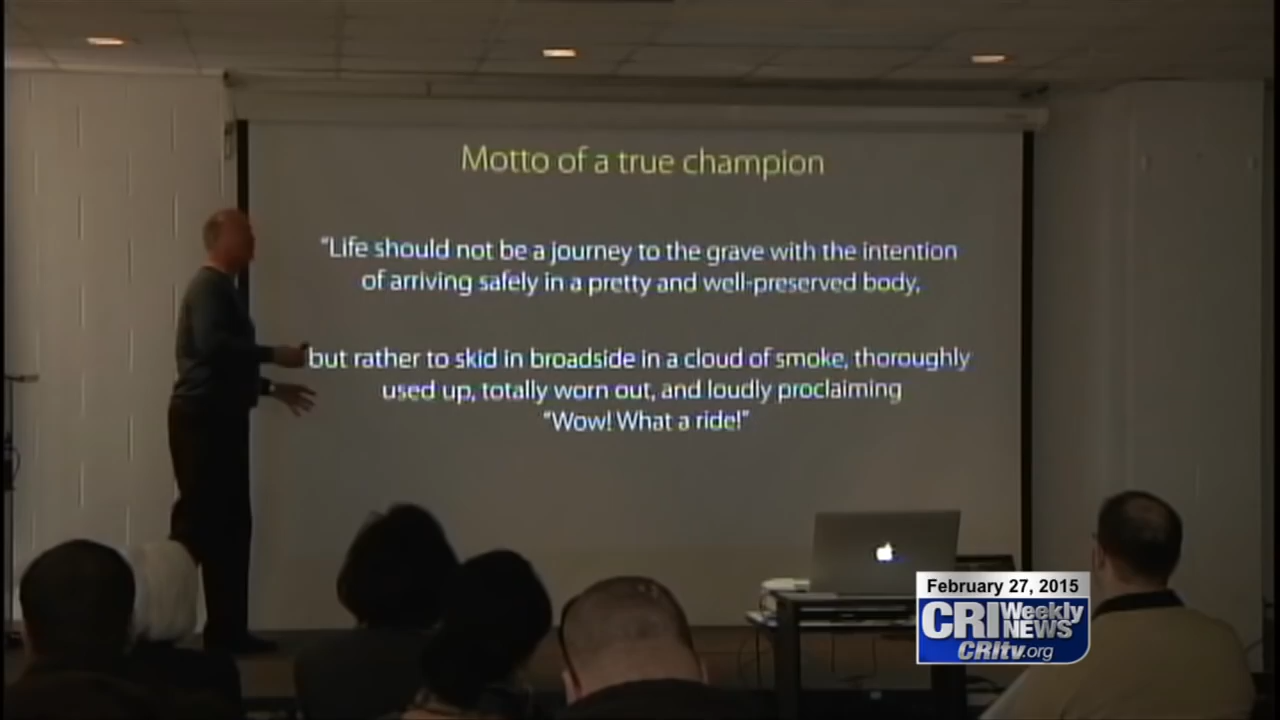 Motto of a true champion
"Life should not be a journey to the grave with the intention
of arriving safely in a pretty and well-preserved body,
but rather to skid in broadside in a cloud of smoke, thoroughly
used up, totally worn out, and loudly proclaiming
"Wow! What a ride!"
February 27, 2015
CRI Weekly NEWS
CRItv.org